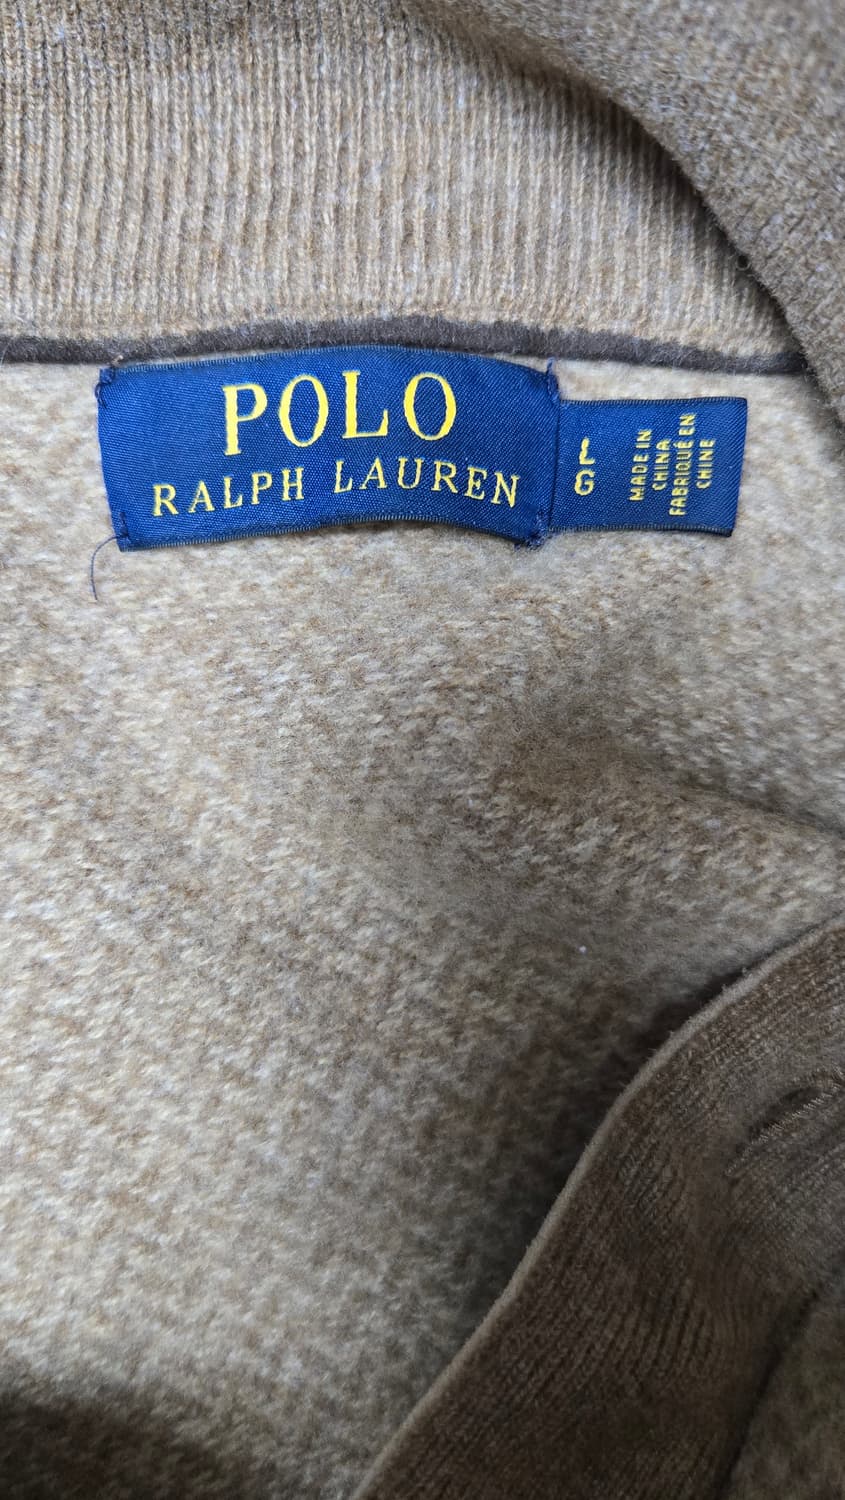 POLO
RALPH LAUREN
L
G
MADE IN
CHINA
FABRIQUÉ EN
CHINE